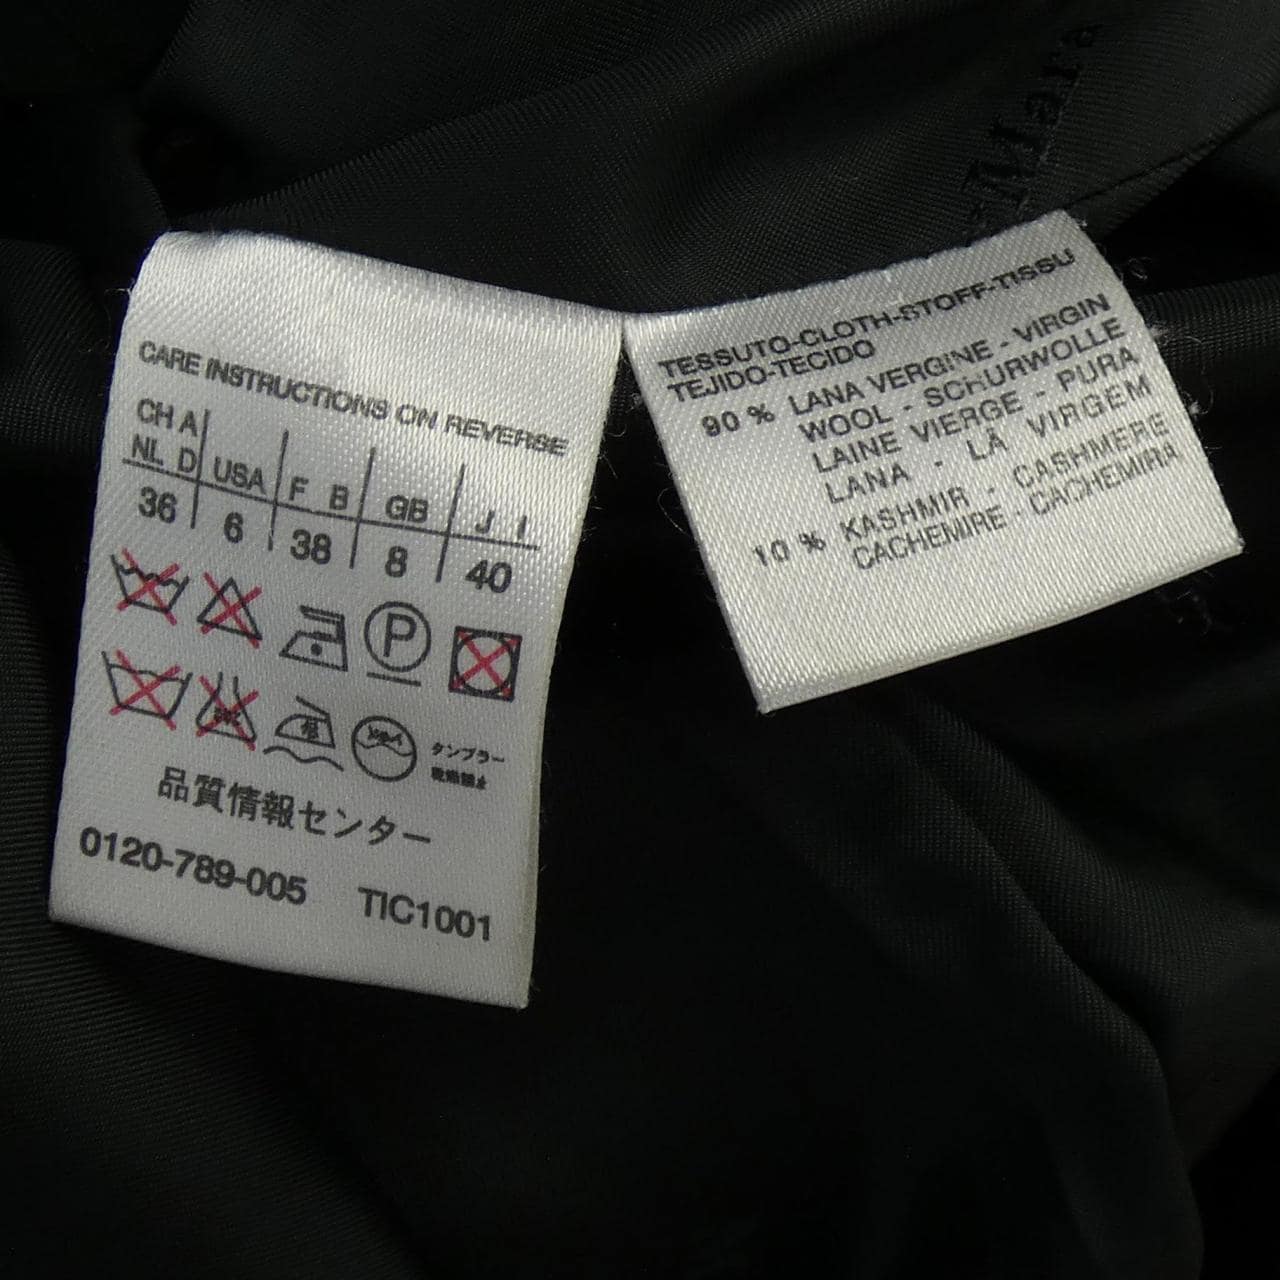 CARE INSTRUCTIONS ON REVERSE
CH A
NL D USA F B GB J I
36 6 38 8 40
P
タンブラー
品質情報センター
0120-789-005 TIC1001
TESSUTO-CLOTH-STOFF-TISSU
TEJIDO-TECIDO
90 % LANA VERGINE - VIRGIN
WOOL - SCHURWOLLE
LAINE VIERGE - PURA
LANA - LÃ VIRGEM
10 % KASHMIR - CASHMERE
CACHEMIRE - CACHEMIRA